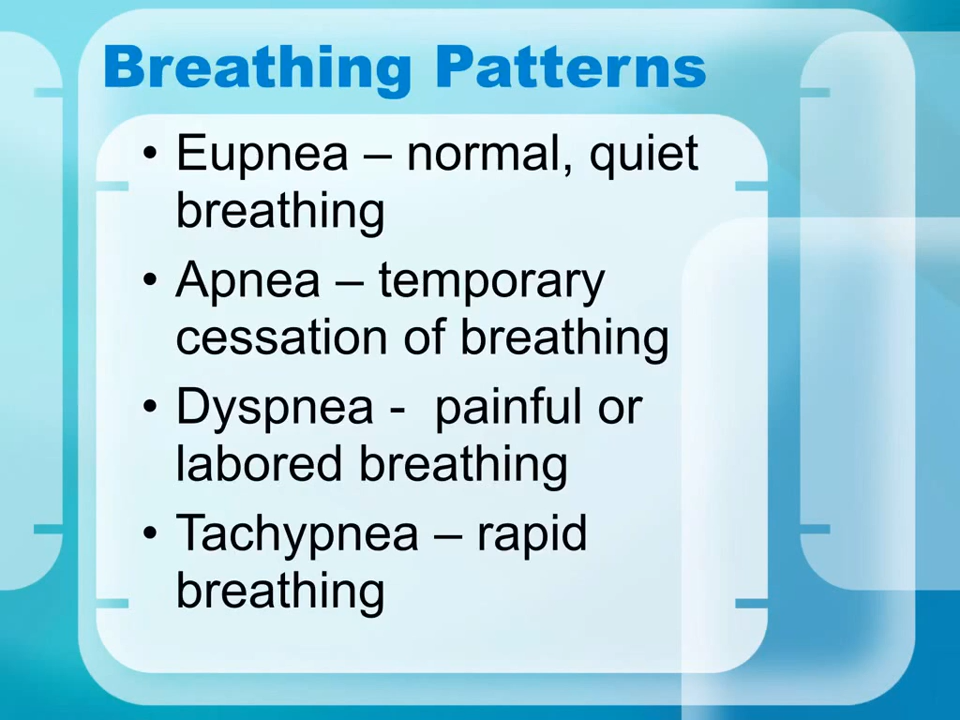 Breathing Patterns
• Eupnea – normal, quiet
breathing
• Apnea – temporary
cessation of breathing
• Dyspnea -  painful or
labored breathing
• Tachypnea – rapid
breathing